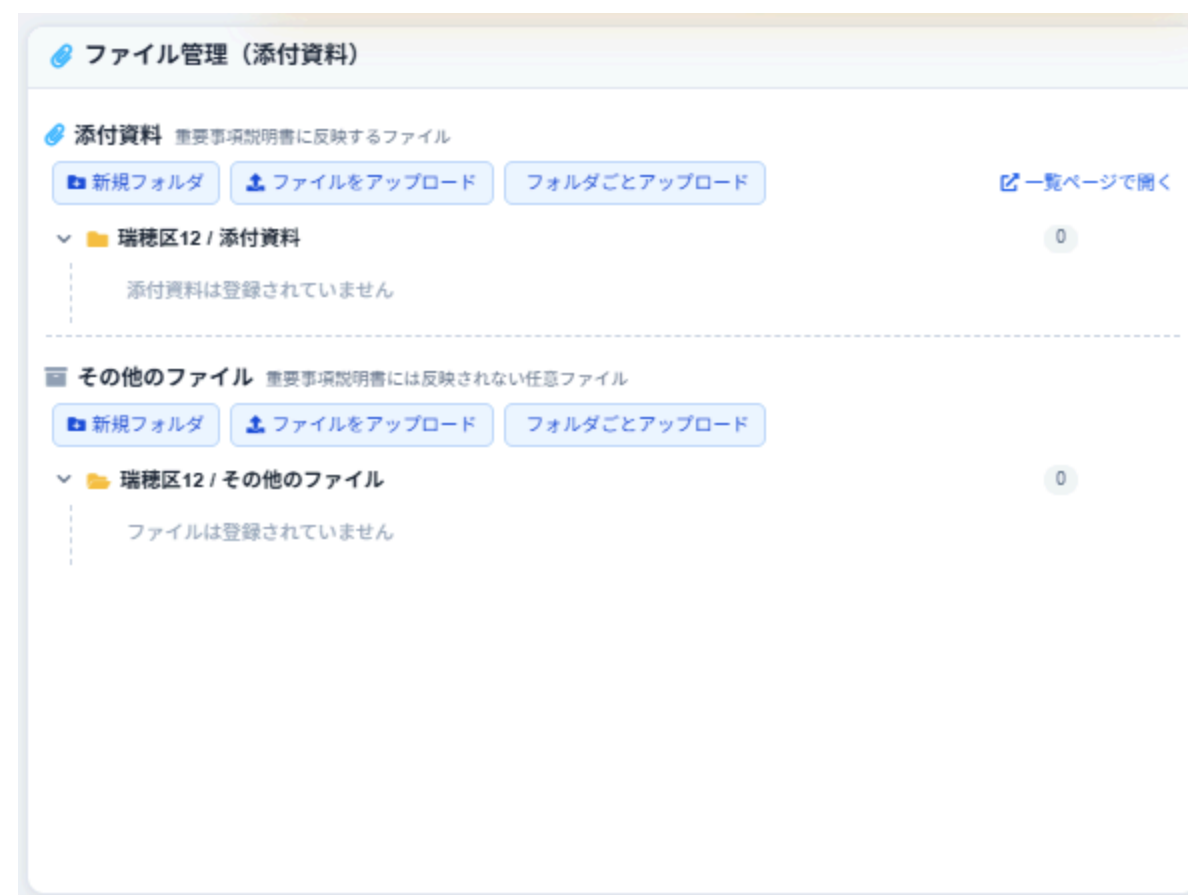 ファイル管理（添付資料）
添付資料 重要事項説明書に反映するファイル
新規フォルダ ファイルをアップロード フォルダごとアップロード 一覧ページで開く
瑞穂区12 / 添付資料 0
添付資料は登録されていません
その他のファイル 重要事項説明書には反映されない任意ファイル
新規フォルダ ファイルをアップロード フォルダごとアップロード
瑞穂区12 / その他のファイル 0
ファイルは登録されていません